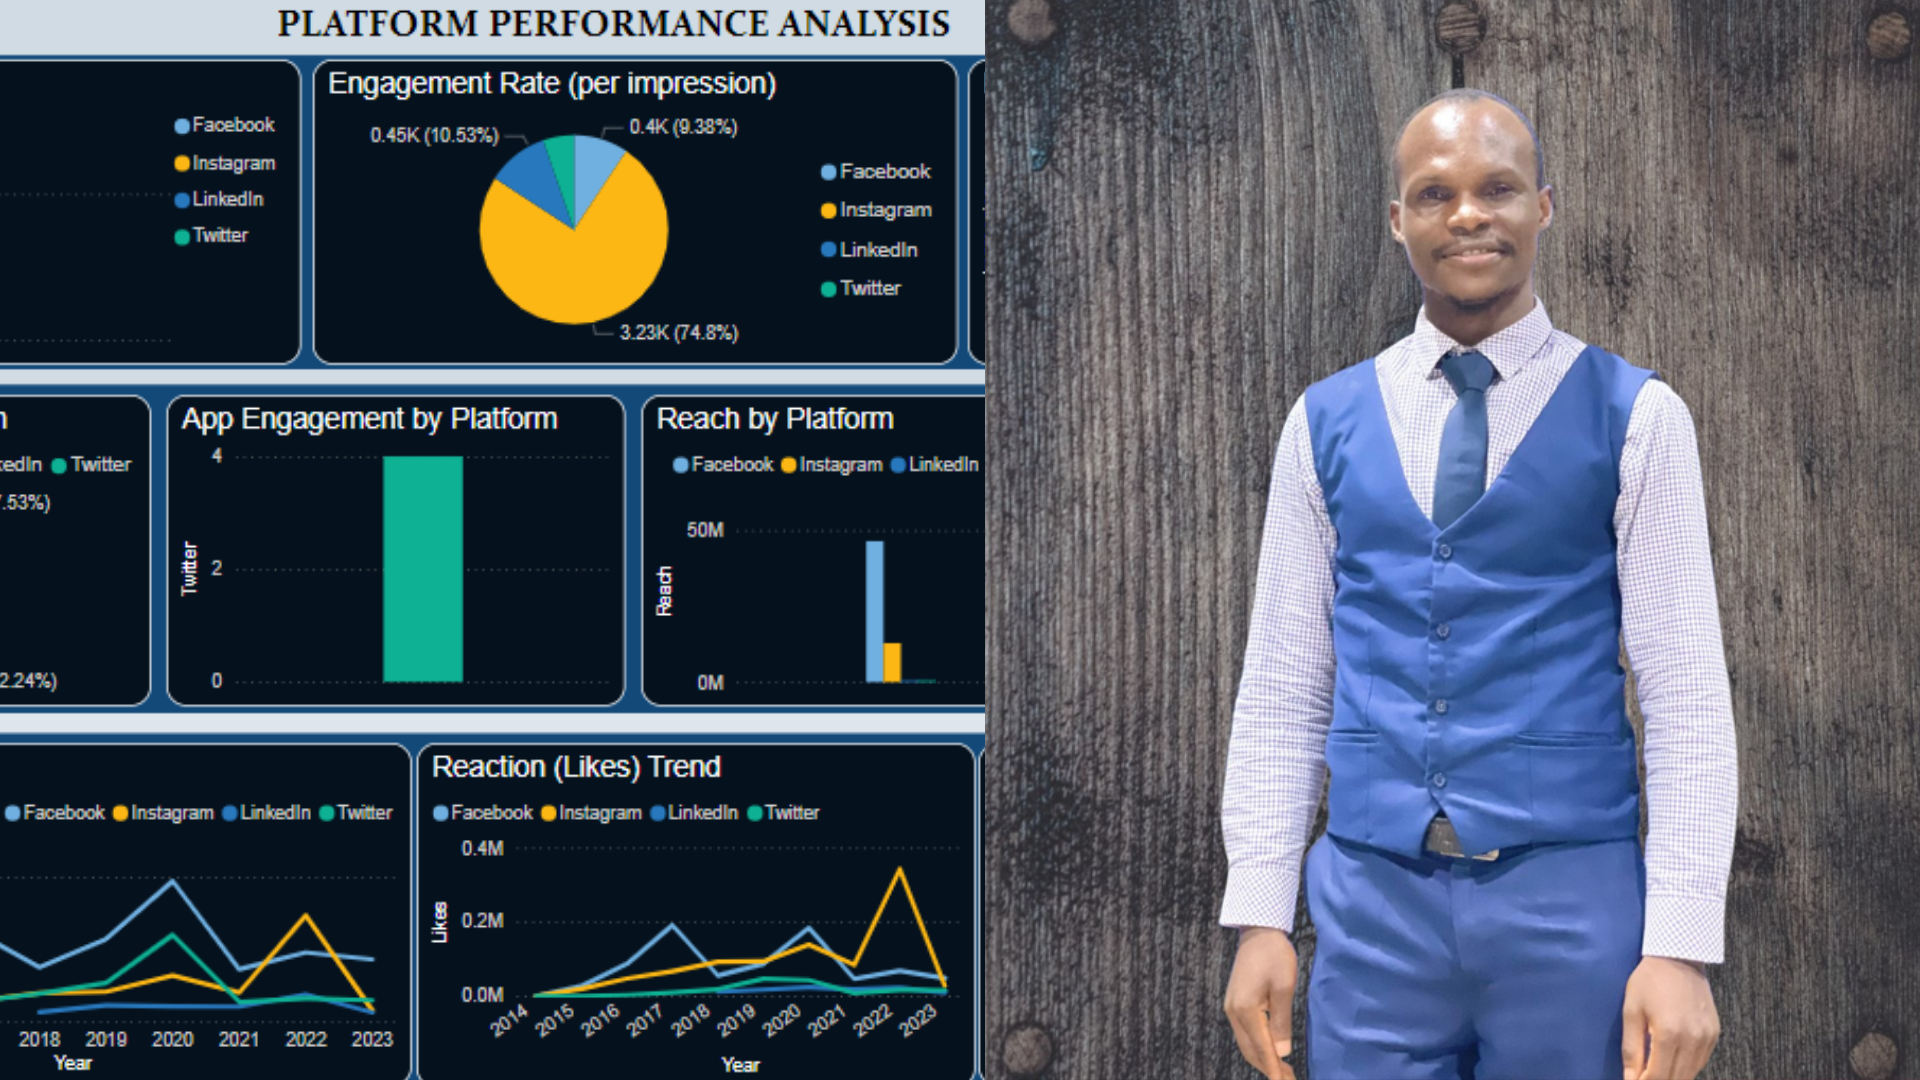 PLATFORM PERFORMANCE ANALYSIS
Facebook
Instagram
LinkedIn
Twitter
Engagement Rate (per impression)
0.45K (10.53%)
0.4K (9.38%)
3.23K (74.8%)
Facebook
Instagram
LinkedIn
Twitter
kedIn Twitter
.53%)
2.24%)
App Engagement by Platform
Twitter
4
2
0
Reach by Platform
Facebook Instagram LinkedIn
Reach
50M
0M
Facebook Instagram LinkedIn Twitter
2018 2019 2020 2021 2022 2023
Year
Reaction (Likes) Trend
Facebook Instagram LinkedIn Twitter
Likes
0.4M
0.2M
0.0M
2014 2015 2016 2017 2018 2019 2020 2021 2022 2023
Year